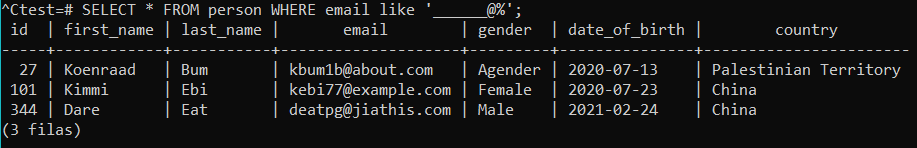 ^Ctest=# SELECT * FROM person WHERE email like '______@%';
 id  | first_name | last_name |       email        | gender   | date_of_birth |        country
-----+------------+-----------+--------------------+----------+---------------+-----------------------
  27 | Koenraad   | Bum       | kbum1b@about.com   | Agender  | 2020-07-13    | Palestinian Territory
 101 | Kimmi      | Ebi       | kebi77@example.com | Female   | 2020-07-23    | China
 344 | Dare       | Eat       | deatpg@jiathis.com | Male     | 2021-02-24    | China
(3 filas)